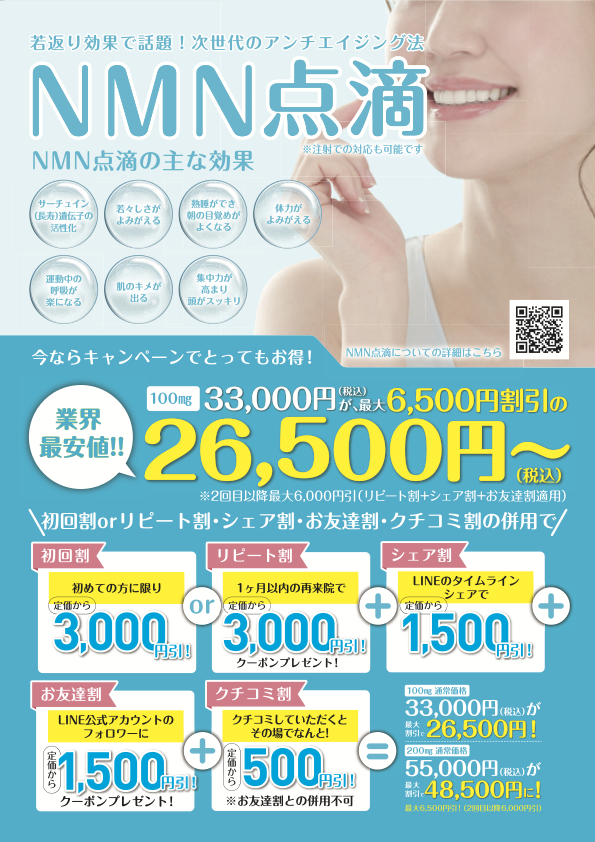 若返り効果で話題！次世代のアンチエイジング法
NMN点滴
※注射での対応も可能です
NMN点滴の主な効果
サーチュイン
(長寿)遺伝子の
活性化
若々しさが
よみがえる
熟睡ができ
朝の目覚めが
よくなる
体力が
よみがえる
運動中の
呼吸が
楽になる
肌のキメが
出る
集中力が
高まり
頭がスッキリ
NMN点滴についての詳細はこちら
今ならキャンペーンでとってもお得！
業界
最安値!!
100mg 33,000円(税込)が、最大6,500円割引の
26,500円〜(税込)
※2回目以降最大6,000円引（リピート割+シェア割+お友達割適用）
初回割orリピート割・シェア割・お友達割・クチコミ割の併用で
初回割
初めての方に限り
定価から
3,000円引!
or
リピート割
1ヶ月以内の再来院で
定価から
3,000円引!
クーポンプレゼント！
+
シェア割
LINEのタイムライン
シェアで
定価から
1,500円引!
+
お友達割
LINE公式アカウントの
フォロワーに
定価から
1,500円引!
クーポンプレゼント！
+
クチコミ割
クチコミしていただくと
その場でなんと!
定価から
500円引!
※お友達割との併用不可
=
100mg 通常価格
33,000円(税込)が
最大割引で26,500円！
200mg 通常価格
55,000円(税込)が
最大割引で48,500円に！
最大6,500円引！（2回目以降6,000円引）